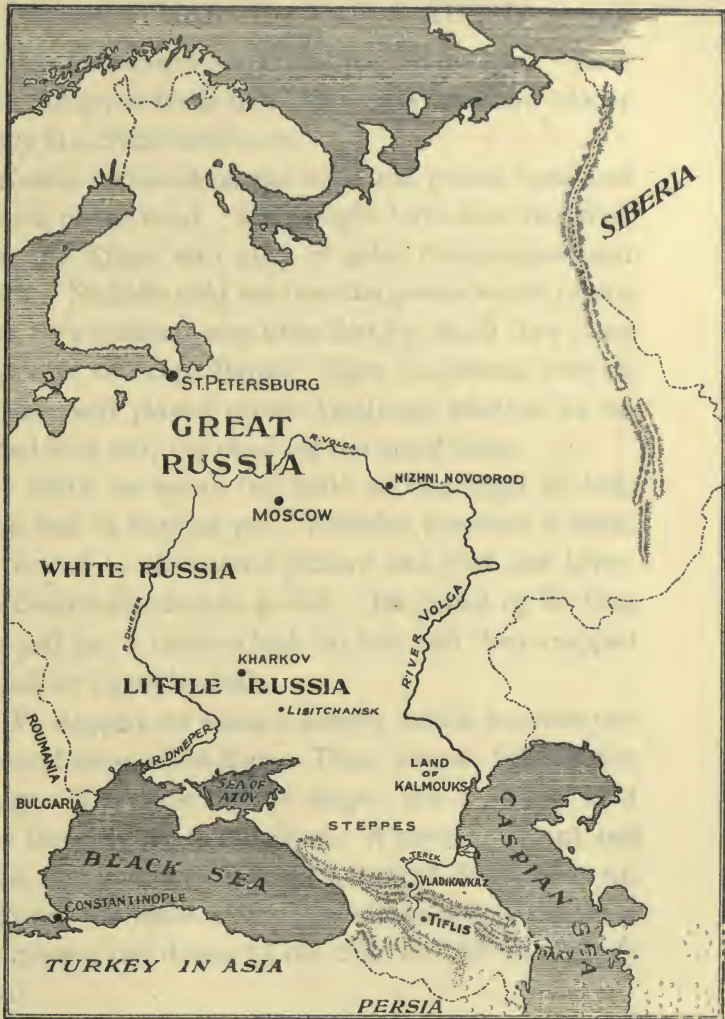 SIBERIA
ST. PETERSBURG
GREAT
RUSSIA
R. VOLGA
NIZHNI, NOVGOROD
MOSCOW
WHITE RUSSIA
R. DNIEPER
RIVER VOLGA
KHARKOV
LITTLE RUSSIA
LISITCHANSK
ROUMANIA
R. DNIEPER
LAND
OF
KALMOUKS
BULGARIA
SEA OF
AZOV
STEPPES
CASPIAN SEA
BLACK SEA
R. TEREK
VLADIKAVKAZ
CONSTANTINOPLE
TIFLIS
TURKEY IN ASIA
PERSIA